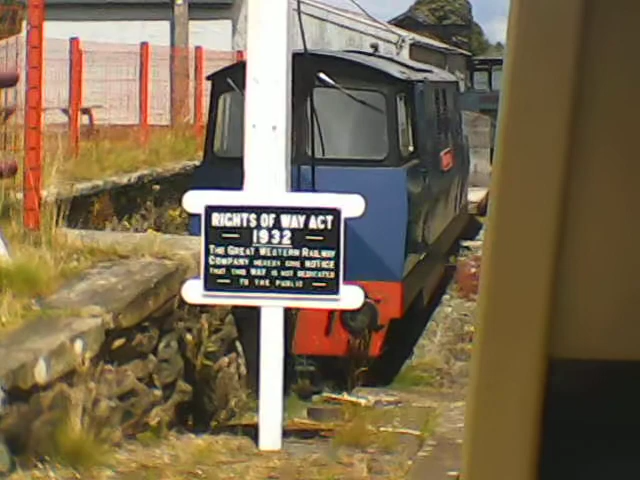 RIGHTS OF WAY ACT
1932
THE GREAT WESTERN RAILWAY
COMPANY HEREBY GIVE NOTICE
THAT THIS WAY IS NOT DEDICATED
TO THE PUBLIC